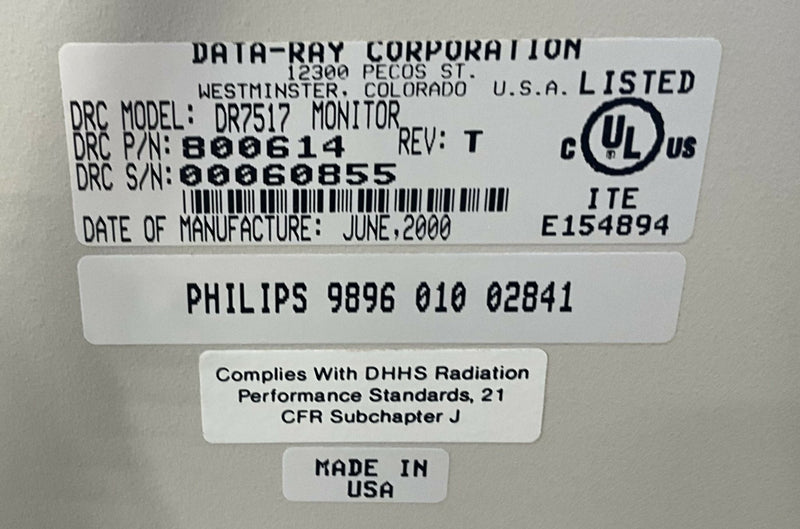 DATA-RAY CORPORATION
12300 PECOS ST.
WESTMINSTER, COLORADO U.S.A.
DRC MODEL: DR7517 MONITOR
DRC P/N: 800614 REV: T
DRC S/N: 00060855
DATE OF MANUFACTURE: JUNE, 2000
LISTED
C UL US
ITE
E154894
PHILIPS 9896 010 02841
Complies With DHHS Radiation
Performance Standards, 21
CFR Subchapter J
MADE IN
USA